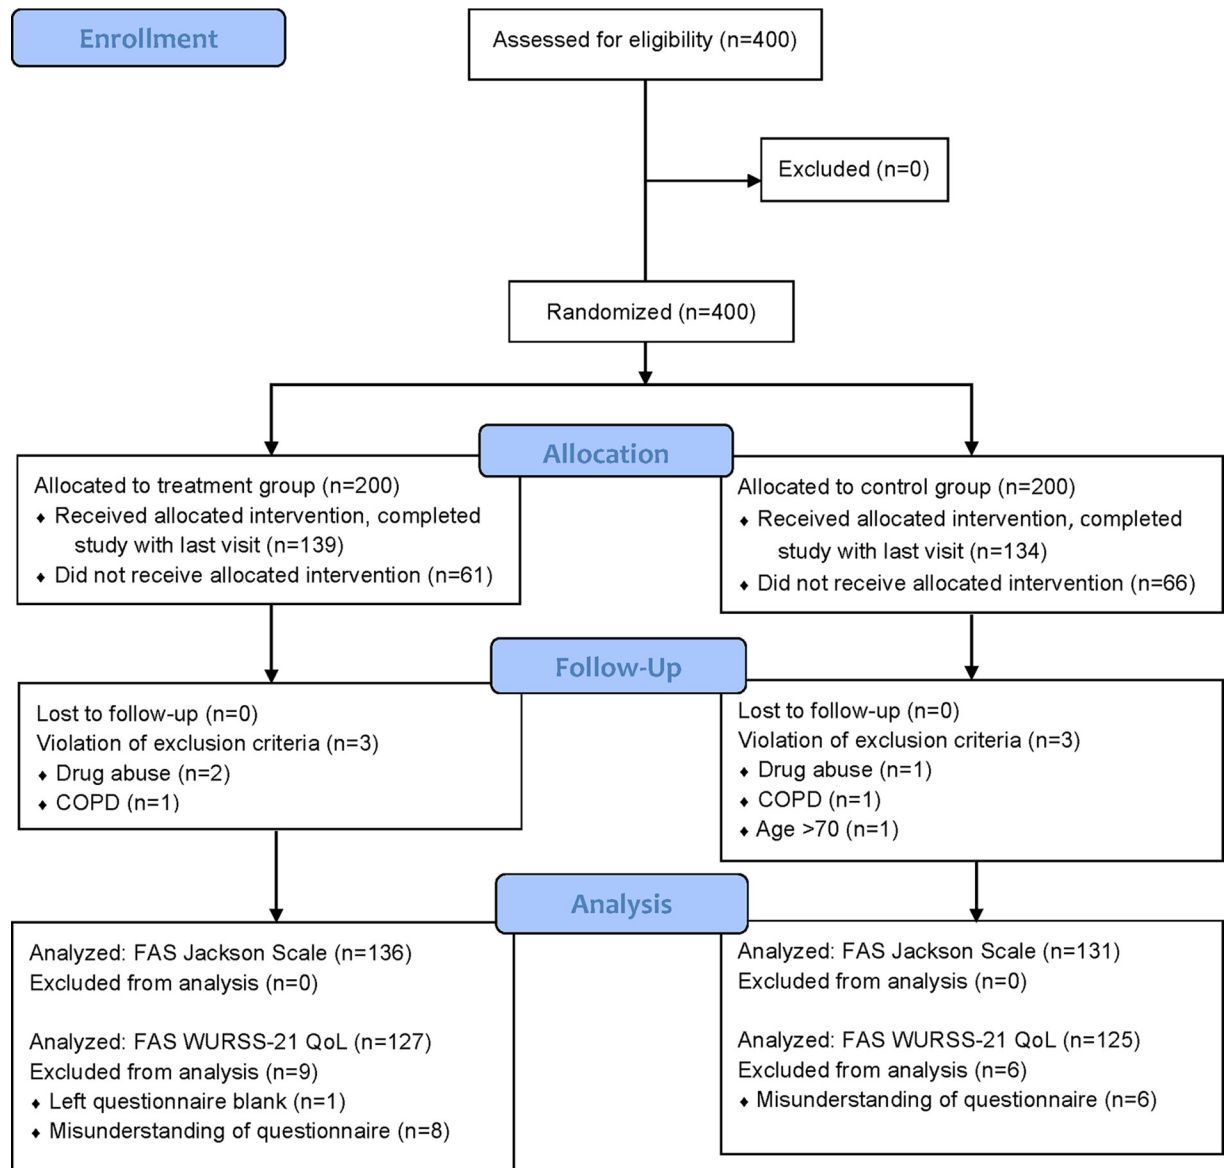 Enrollment
Assessed for eligibility (n=400)
Excluded (n=0)
Randomized (n=400)
Allocation
Allocated to treatment group (n=200)
♦ Received allocated intervention, completed
study with last visit (n=139)
♦ Did not receive allocated intervention (n=61)
Allocated to control group (n=200)
♦ Received allocated intervention, completed
study with last visit (n=134)
♦ Did not receive allocated intervention (n=66)
Follow-Up
Lost to follow-up (n=0)
Violation of exclusion criteria (n=3)
♦ Drug abuse (n=2)
♦ COPD (n=1)
Lost to follow-up (n=0)
Violation of exclusion criteria (n=3)
♦ Drug abuse (n=1)
♦ COPD (n=1)
♦ Age >70 (n=1)
Analysis
Analyzed: FAS Jackson Scale (n=136)
Excluded from analysis (n=0)
Analyzed: FAS WURSS-21 QoL (n=127)
Excluded from analysis (n=9)
♦ Left questionnaire blank (n=1)
♦ Misunderstanding of questionnaire (n=8)
Analyzed: FAS Jackson Scale (n=131)
Excluded from analysis (n=0)
Analyzed: FAS WURSS-21 QoL (n=125)
Excluded from analysis (n=6)
♦ Misunderstanding of questionnaire (n=6)